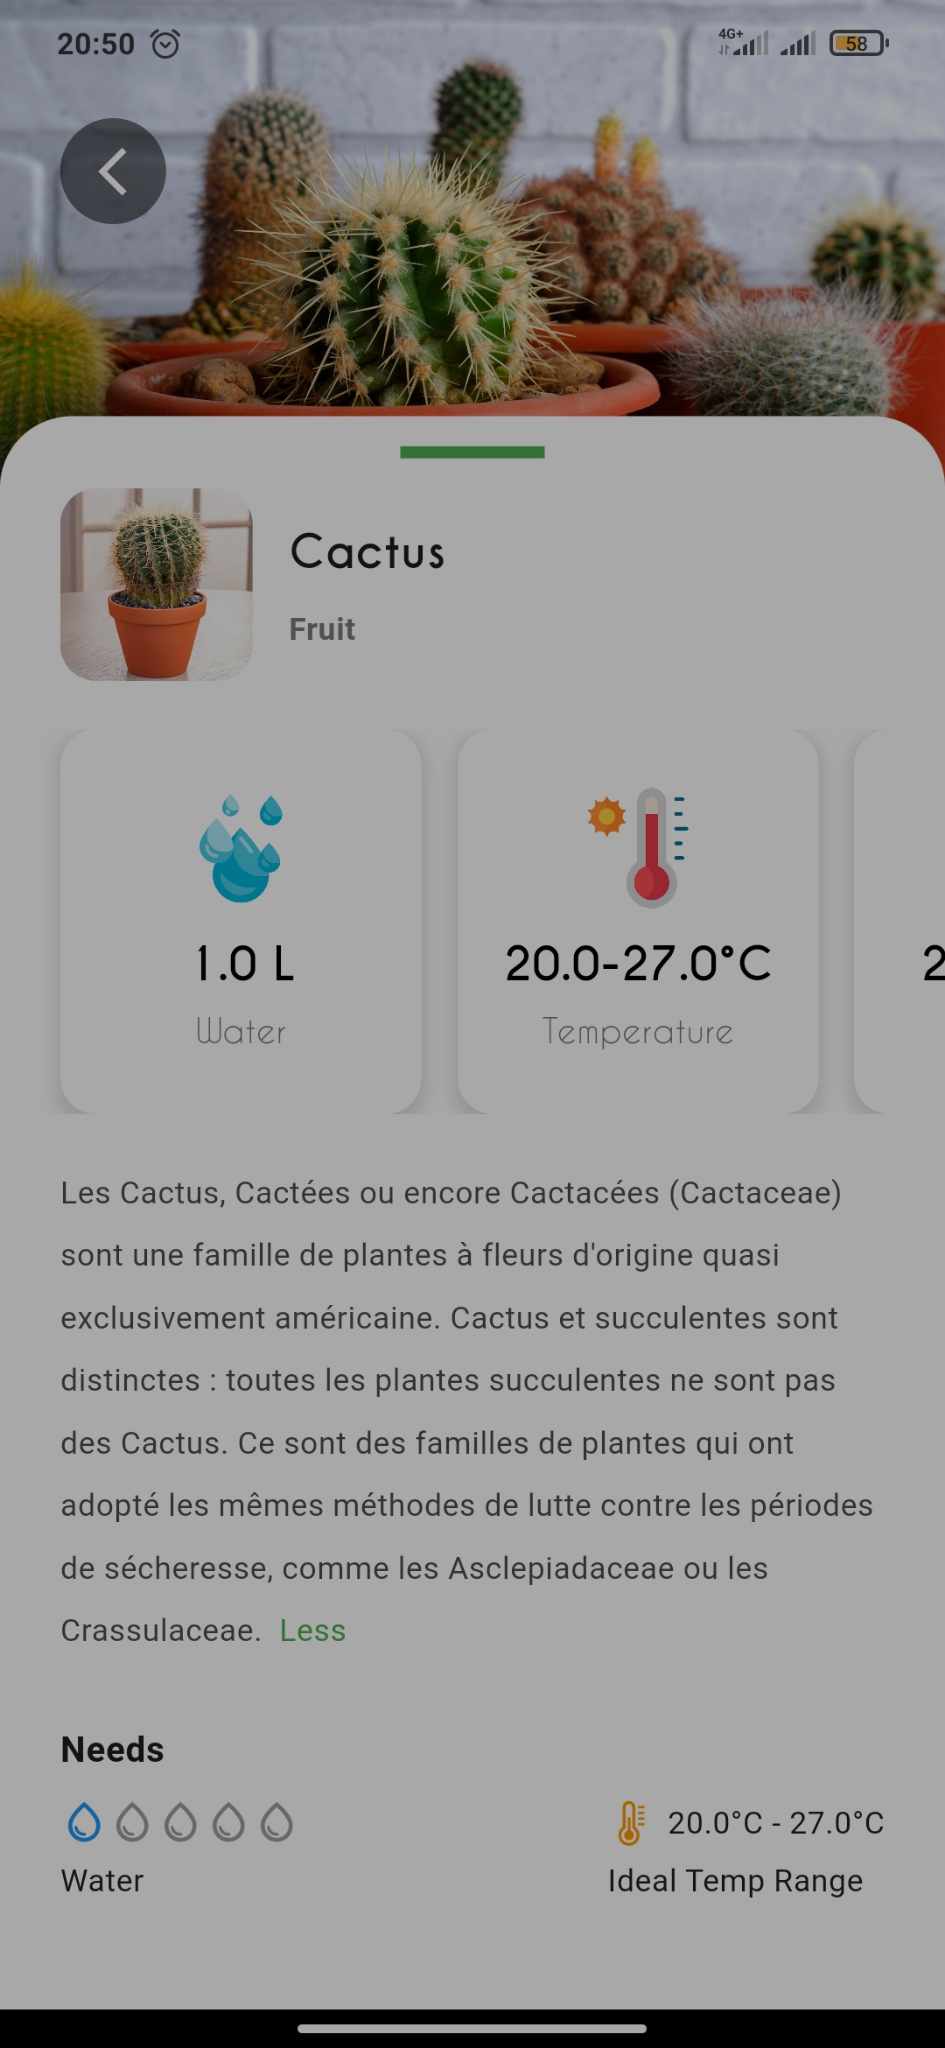 20:50
4G+
58
Cactus
Fruit
1.0 L
Water
20.0-27.0°C
Temperature
2
Les Cactus, Cactées ou encore Cactacées (Cactaceae)
sont une famille de plantes à fleurs d'origine quasi
exclusivement américaine. Cactus et succulentes sont
distinctes : toutes les plantes succulentes ne sont pas
des Cactus. Ce sont des familles de plantes qui ont
adopté les mêmes méthodes de lutte contre les périodes
de sécheresse, comme les Asclepiadaceae ou les
Crassulaceae. Less
Needs
20.0°C - 27.0°C
Water
Ideal Temp Range